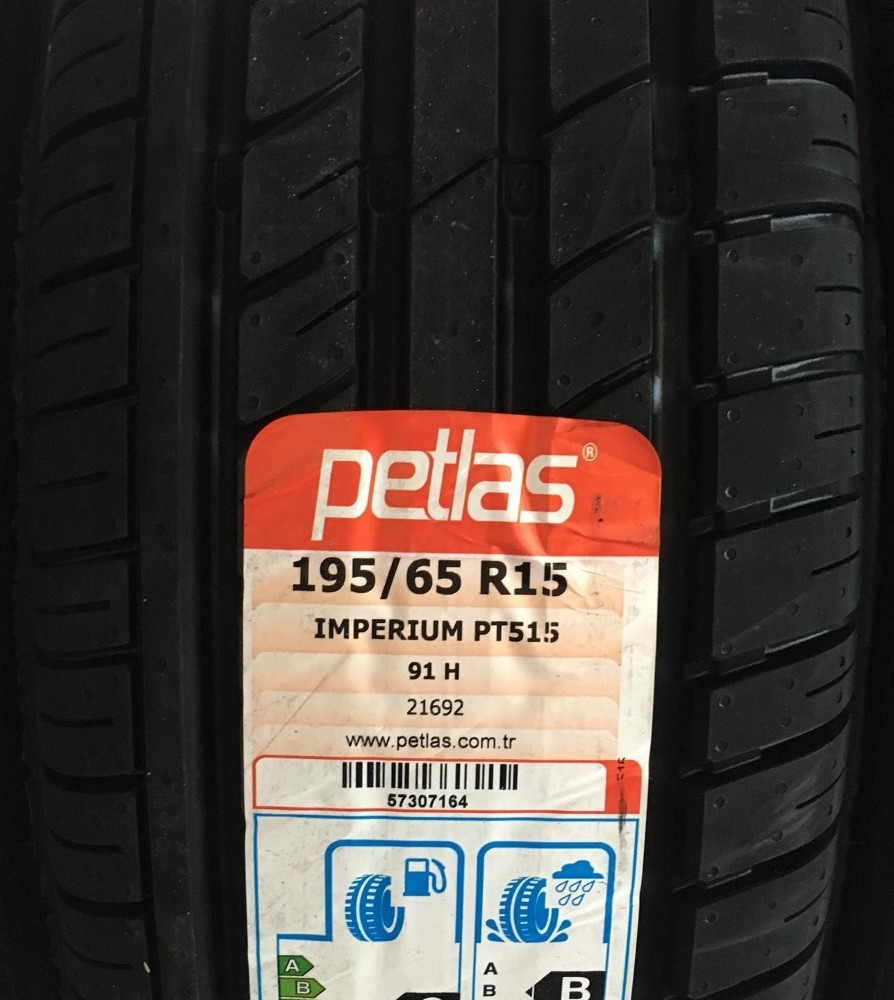 petlas®
195/65 R15
IMPERIUM PT515
91 H
21692
www.petlas.com.tr
57307164
A
B
A
B
B